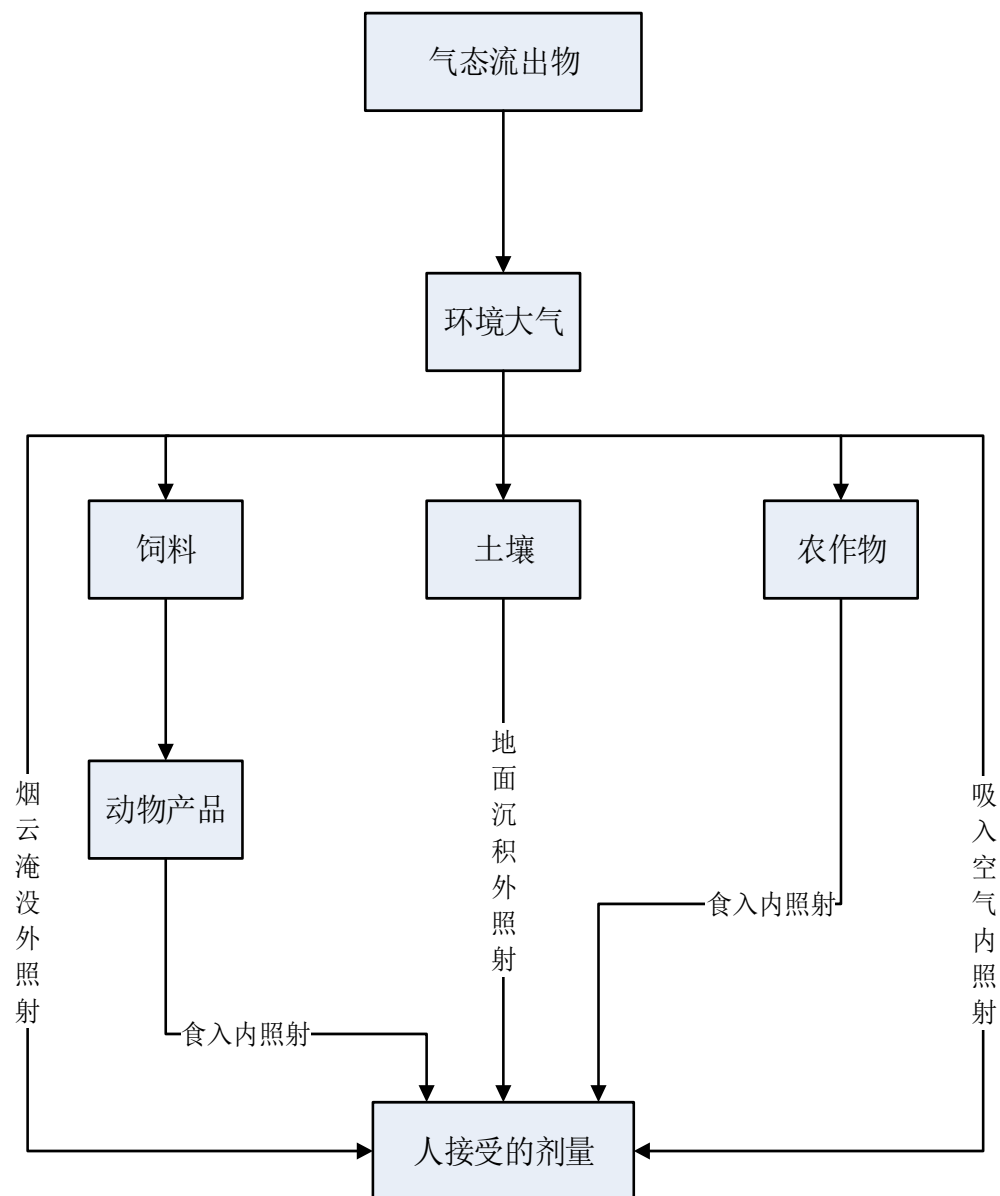 气态流出物
环境大气
饲料
土壤
农作物
动物产品
烟云淹没外照射
地面沉积外照射
吸入空气内照射
食入内照射
食入内照射
人接受的剂量